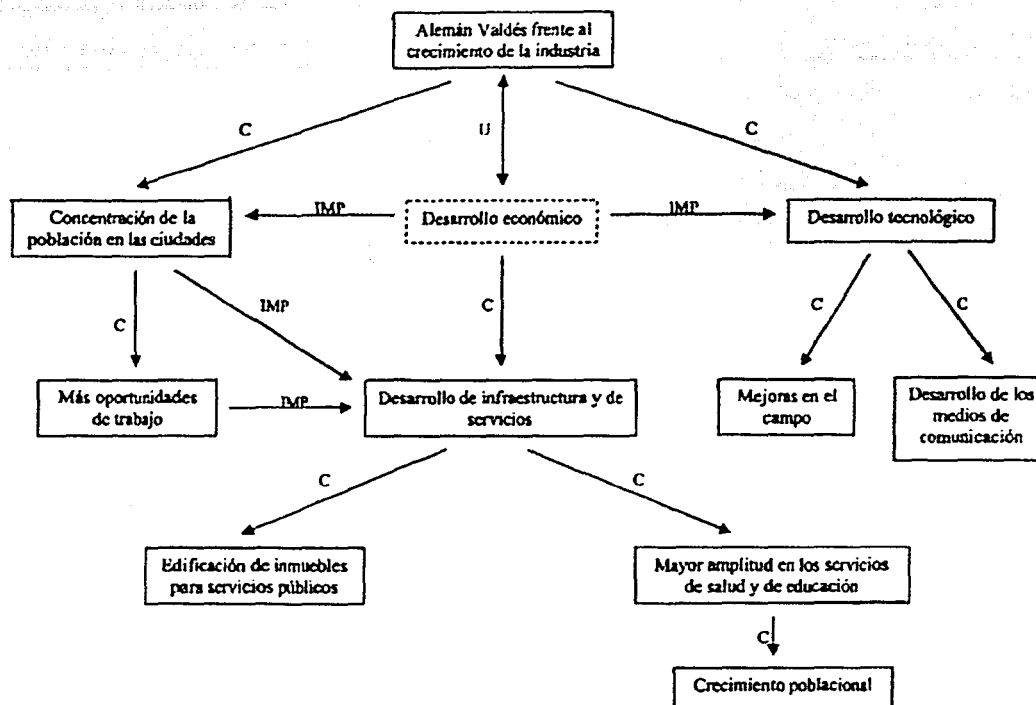 Alemán Valdés frente al
crecimiento de la industria
C
U
C
Concentración de la
población en las ciudades
IMP
Desarrollo económico
IMP
Desarrollo tecnológico
C
IMP
C
C
C
Más oportunidades
de trabajo
IMP
Desarrollo de infraestructura y de
servicios
Mejoras en el
campo
Desarrollo de los
medios de
comunicación
C
C
Edificación de inmuebles
para servicios públicos
Mayor amplitud en los servicios
de salud y de educación
C
Crecimiento poblacional